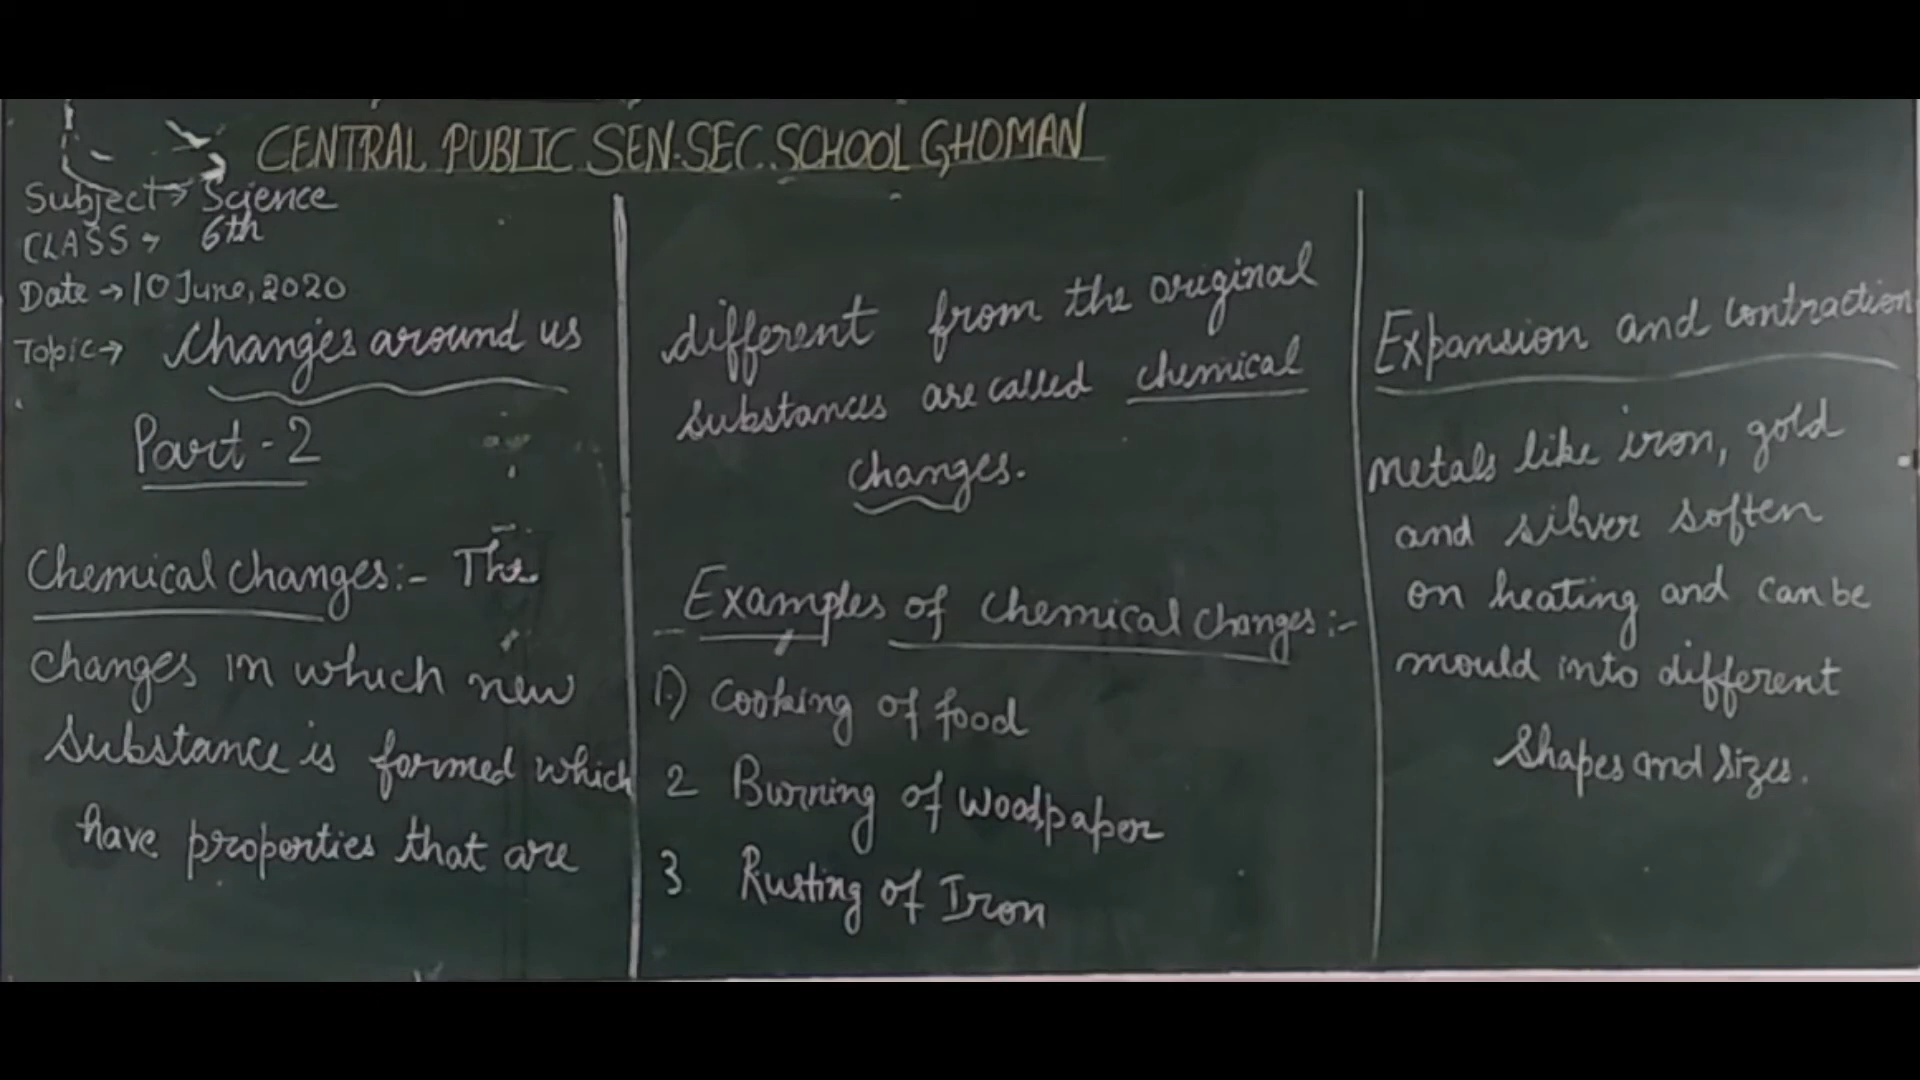 CENTRAL PUBLIC SEN.SEC.SCHOOL GHOMAN
Subject → Science
CLASS → 6th
Date → 10 June, 2020
Topic → Changes around us
Part - 2
Chemical changes:- The
changes in which new
substance is formed which
have properties that are
different from the original
substances are called chemical
changes.
Examples of chemical changes:-
1.) cooking of food
2 Burning of wood,paper
3 Rusting of Iron
Expansion and contraction
metals like iron, gold
and silver soften
on heating and can be
mould into different
shapes and sizes.